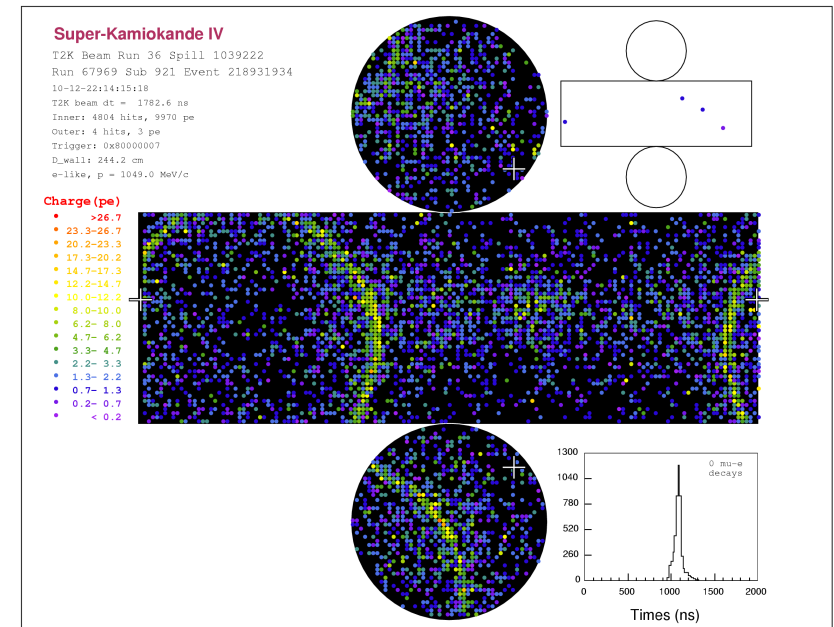 Super-Kamiokande IV
T2K Beam Run 36 Spill 1039222
Run 67969 Sub 921 Event 218931934
10-12-22:14:15:18
T2K beam dt = 1782.6 ns
Inner: 4804 hits, 9970 pe
Outer: 4 hits, 3 pe
Trigger: 0x80000007
D_wall: 244.2 cm
e-like, p = 1049.0 MeV/c
Charge(pe)
>26.7
23.3-26.7
20.2-23.3
17.3-20.2
14.7-17.3
12.2-14.7
10.0-12.2
8.0-10.0
6.2- 8.0
4.7- 6.2
3.3- 4.7
2.2- 3.3
1.3- 2.2
0.7- 1.3
0.2- 0.7
< 0.2
0 mu-e
decays
1300
1040
780
520
260
0
0 500 1000 1500 2000
Times (ns)